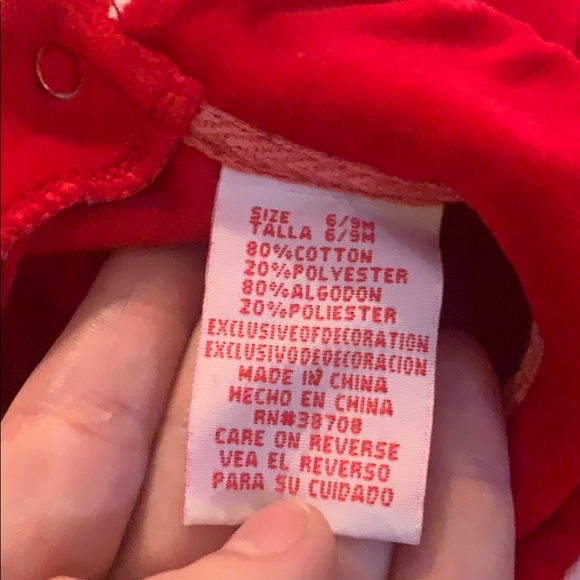 SIZE 6/9M
TALLA 6/9M
80%COTTON
20%POLYESTER
80%ALGODON
20%POLIESTER
EXCLUSIVEOFDECORATION
EXCLUSIVODEDECORACION
MADE IN CHINA
HECHO EN CHINA
RN#38708
CARE ON REVERSE
VEA EL REVERSO
PARA SU CUIDADO